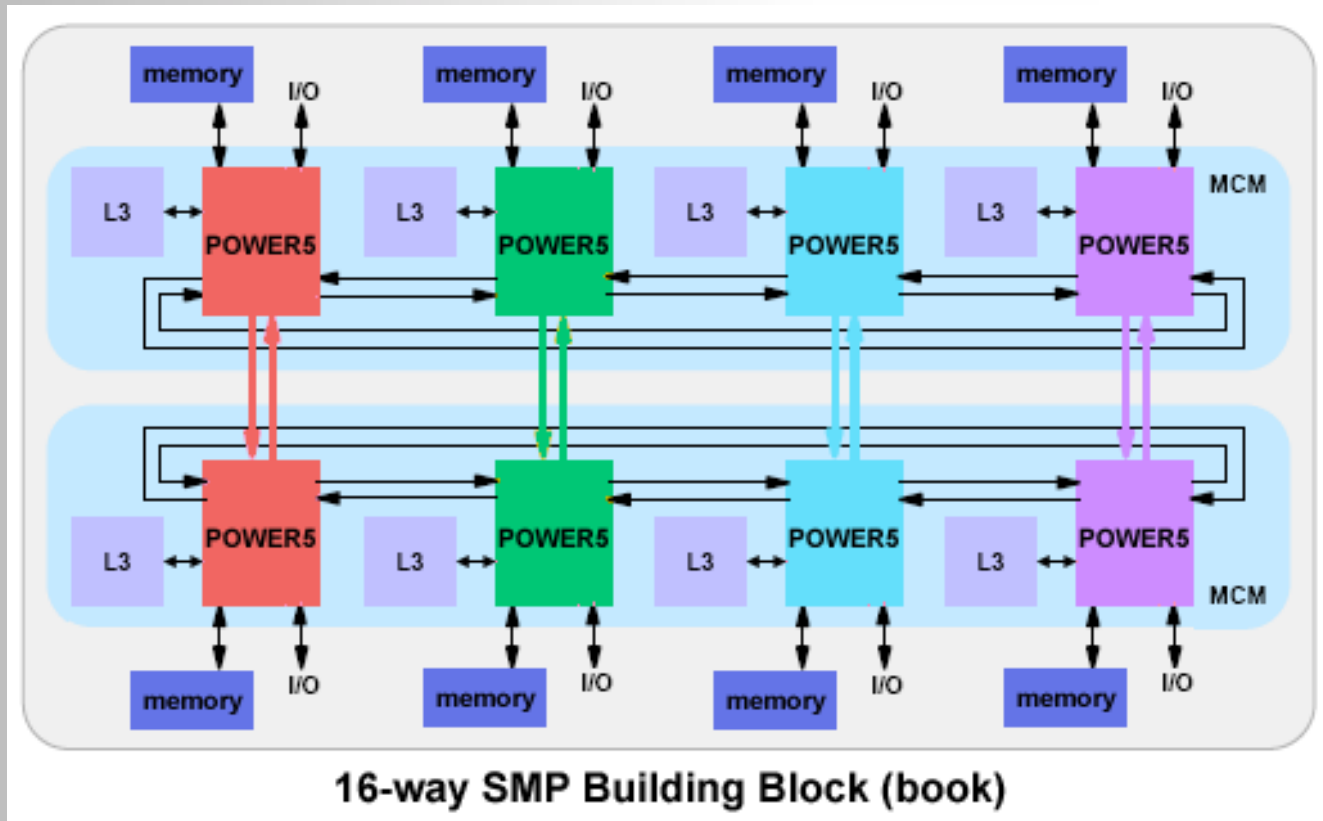 memory I/O memory I/O memory I/O memory I/O
MCM
L3 L3 L3 L3
POWER5 POWER5 POWER5 POWER5
POWER5 POWER5 POWER5 POWER5
L3 L3 L3 L3
MCM
memory I/O memory I/O memory I/O memory I/O
16-way SMP Building Block (book)